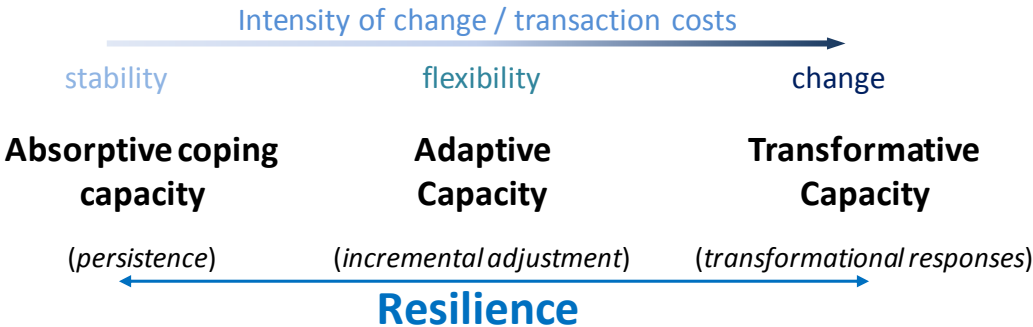 Intensity of change / transaction costs
stability flexibility change
Absorptive coping capacity Adaptive Capacity Transformative Capacity
(persistence) (incremental adjustment) (transformational responses)
Resilience